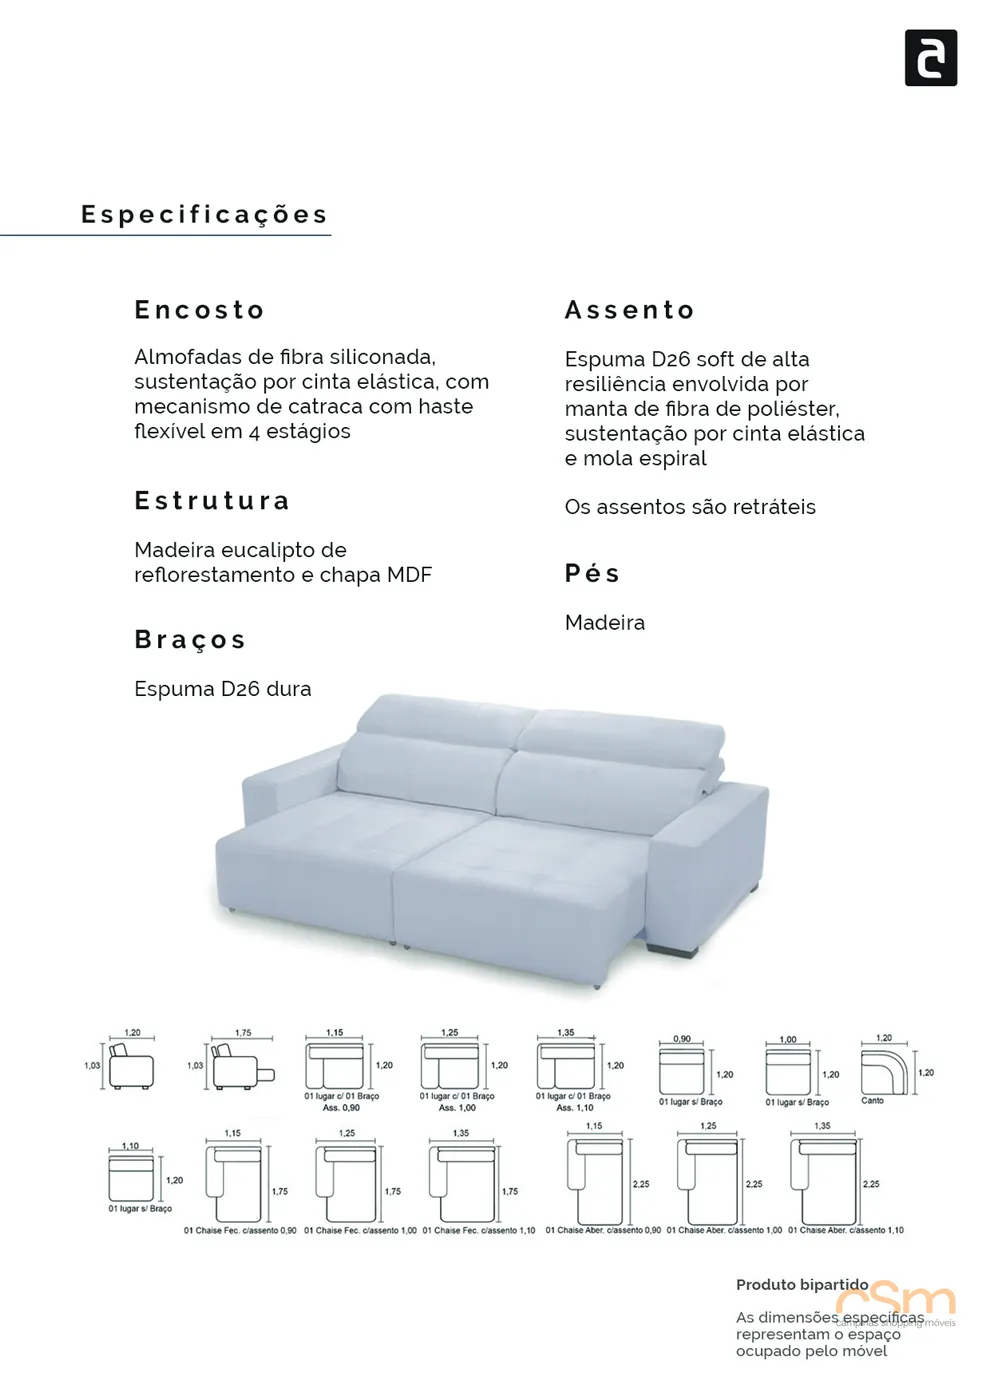 Especificações
Encosto
Almofadas de fibra siliconada,
sustentação por cinta elástica, com
mecanismo de catraca com haste
flexível em 4 estágios
Estrutura
Madeira eucalipto de
reflorestamento e chapa MDF
Braços
Espuma D26 dura
Assento
Espuma D26 soft de alta
resiliência envolvida por
manta de fibra de poliéster,
sustentação por cinta elástica
e mola espiral
Os assentos são retráteis
Pés
Madeira
1,20
1,03
1,75
1,03
1,15
1,20
01 lugar c/ 01 Braço
Ass. 0,90
1,25
1,20
01 lugar c/ 01 Braço
Ass. 1,00
1,35
1,20
01 lugar c/ 01 Braço
Ass. 1,10
0,90
1,20
01 lugar s/ Braço
1,00
1,20
01 lugar s/ Braço
1,20
1,20
Canto
1,10
1,20
01 lugar s/ Braço
1,15
1,75
01 Chaise Fec. c/assento 0,90
1,25
1,75
01 Chaise Fec. c/assento 1,00
1,35
1,75
01 Chaise Fec. c/assento 1,10
1,15
2,25
01 Chaise Aber. c/assento 0,90
1,25
2,25
01 Chaise Aber. c/assento 1,00
1,35
2,25
01 Chaise Aber. c/assento 1,10
Produto bipartido
As dimensões específicas
representam o espaço
ocupado pelo móvel
csm
campinas shopping móveis